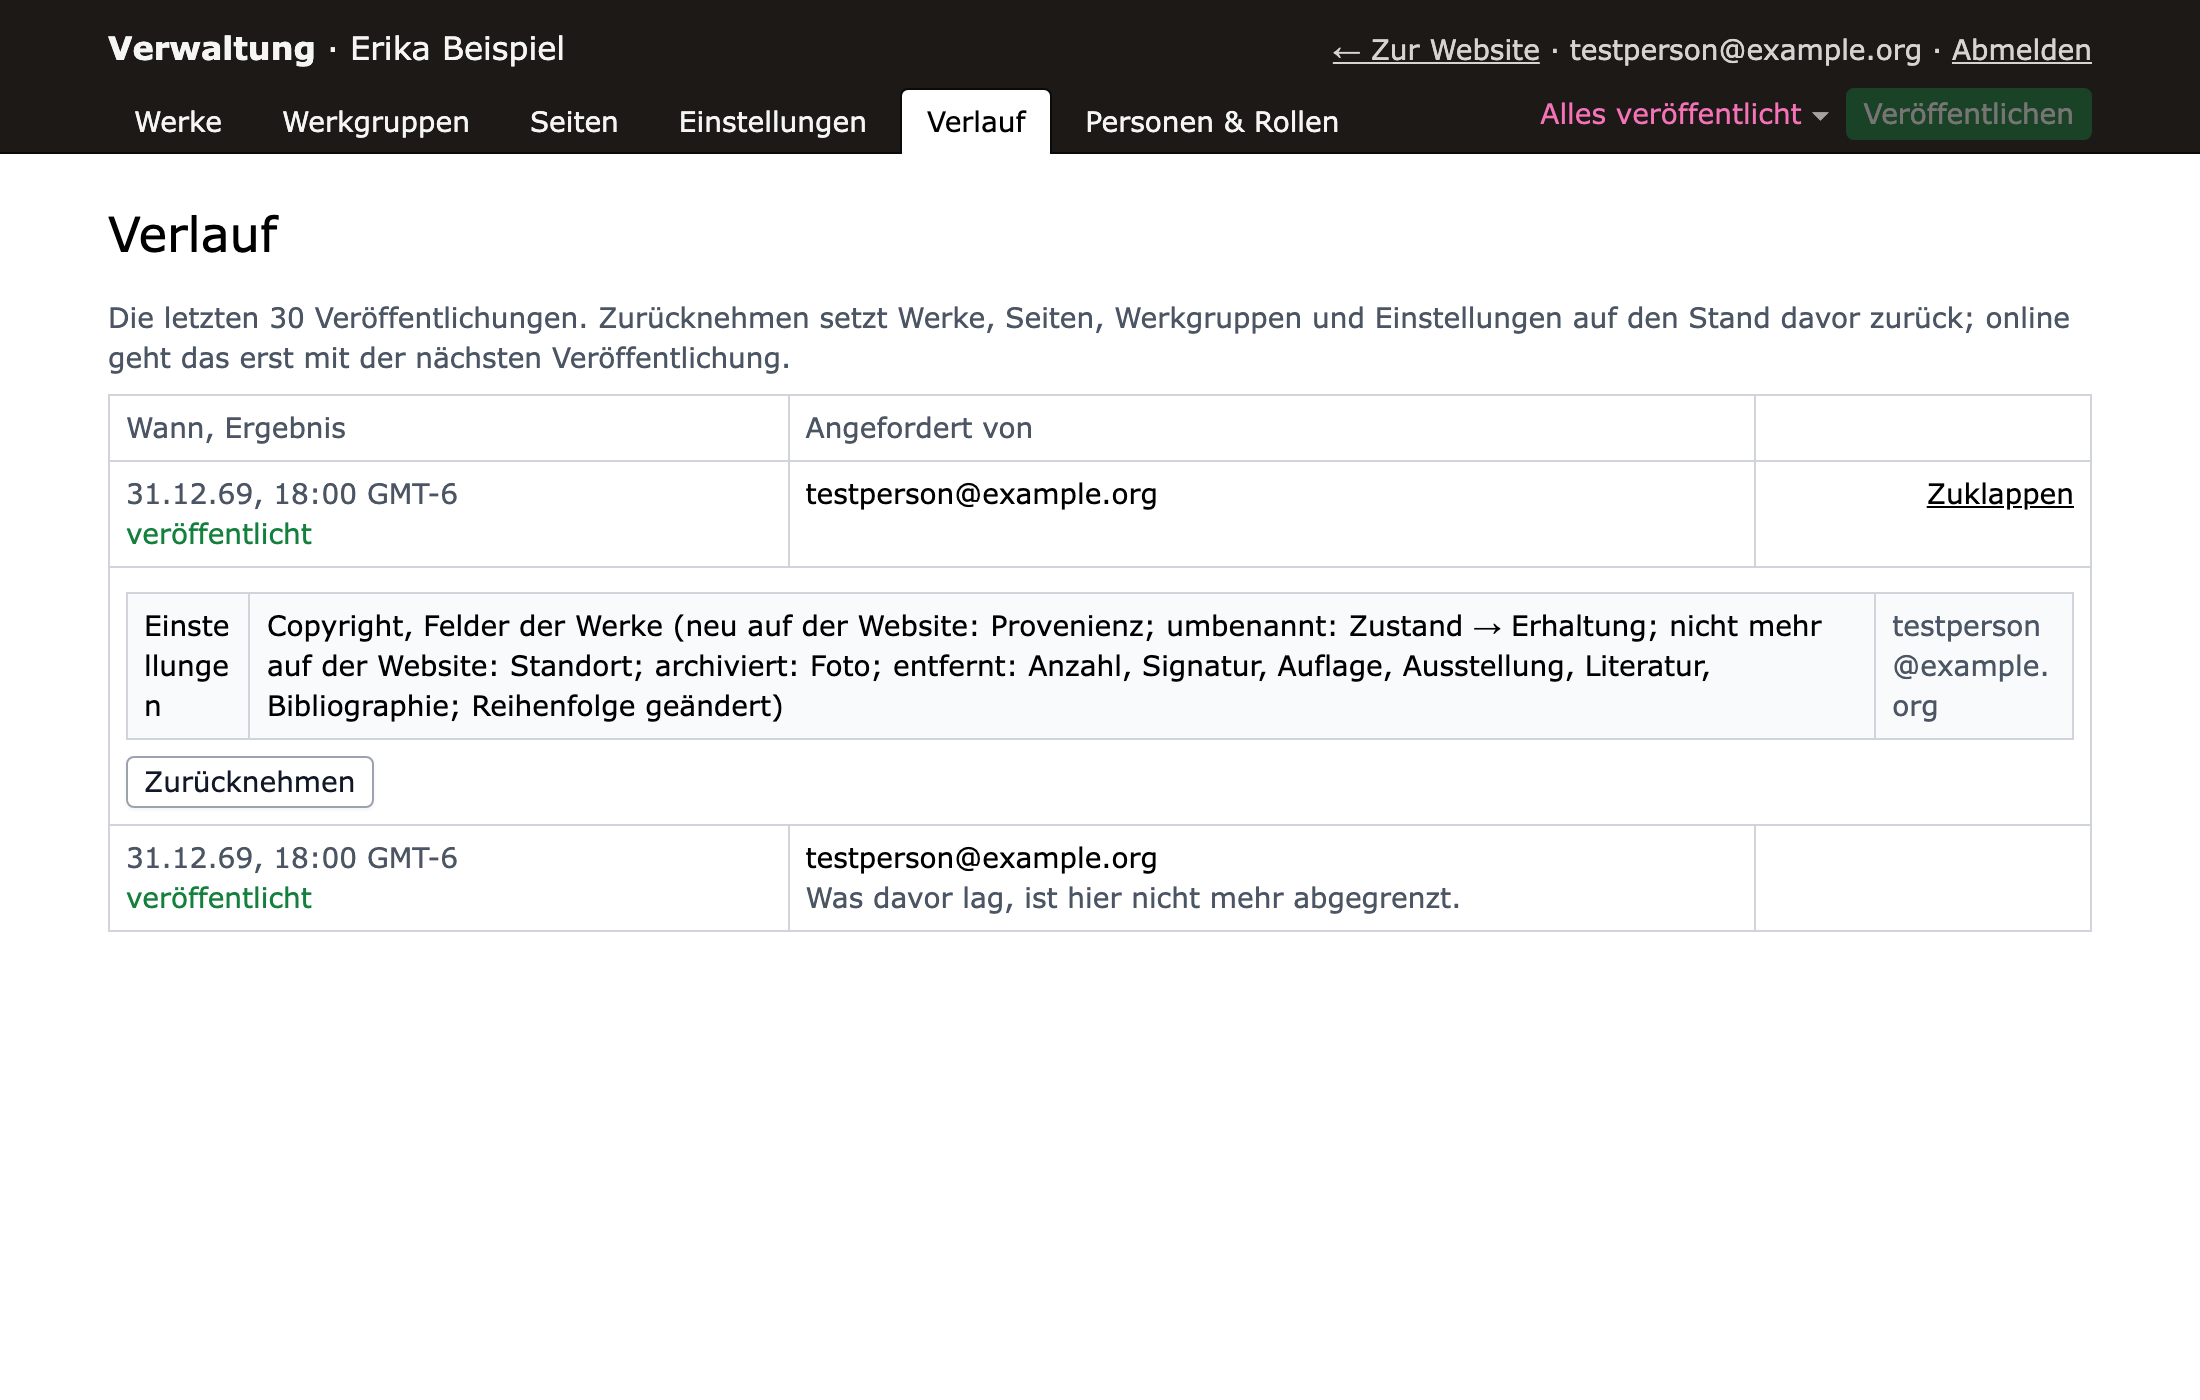 Verwaltung · Erika Beispiel
← Zur Website · testperson@example.org · Abmelden
Werke Werkgruppen Seiten Einstellungen Verlauf Personen & Rollen
Alles veröffentlicht Veröffentlichen
Verlauf
Die letzten 30 Veröffentlichungen. Zurücknehmen setzt Werke, Seiten, Werkgruppen und Einstellungen auf den Stand davor zurück; online
geht das erst mit der nächsten Veröffentlichung.
Wann, Ergebnis
Angefordert von
31.12.69, 18:00 GMT-6
veröffentlicht
testperson@example.org
Zuklappen
Einste
llunge
n
Copyright, Felder der Werke (neu auf der Website: Provenienz; umbenannt: Zustand → Erhaltung; nicht mehr
auf der Website: Standort; archiviert: Foto; entfernt: Anzahl, Signatur, Auflage, Ausstellung, Literatur,
Bibliographie; Reihenfolge geändert)
testperson
@example.
org
Zurücknehmen
31.12.69, 18:00 GMT-6
veröffentlicht
testperson@example.org
Was davor lag, ist hier nicht mehr abgegrenzt.